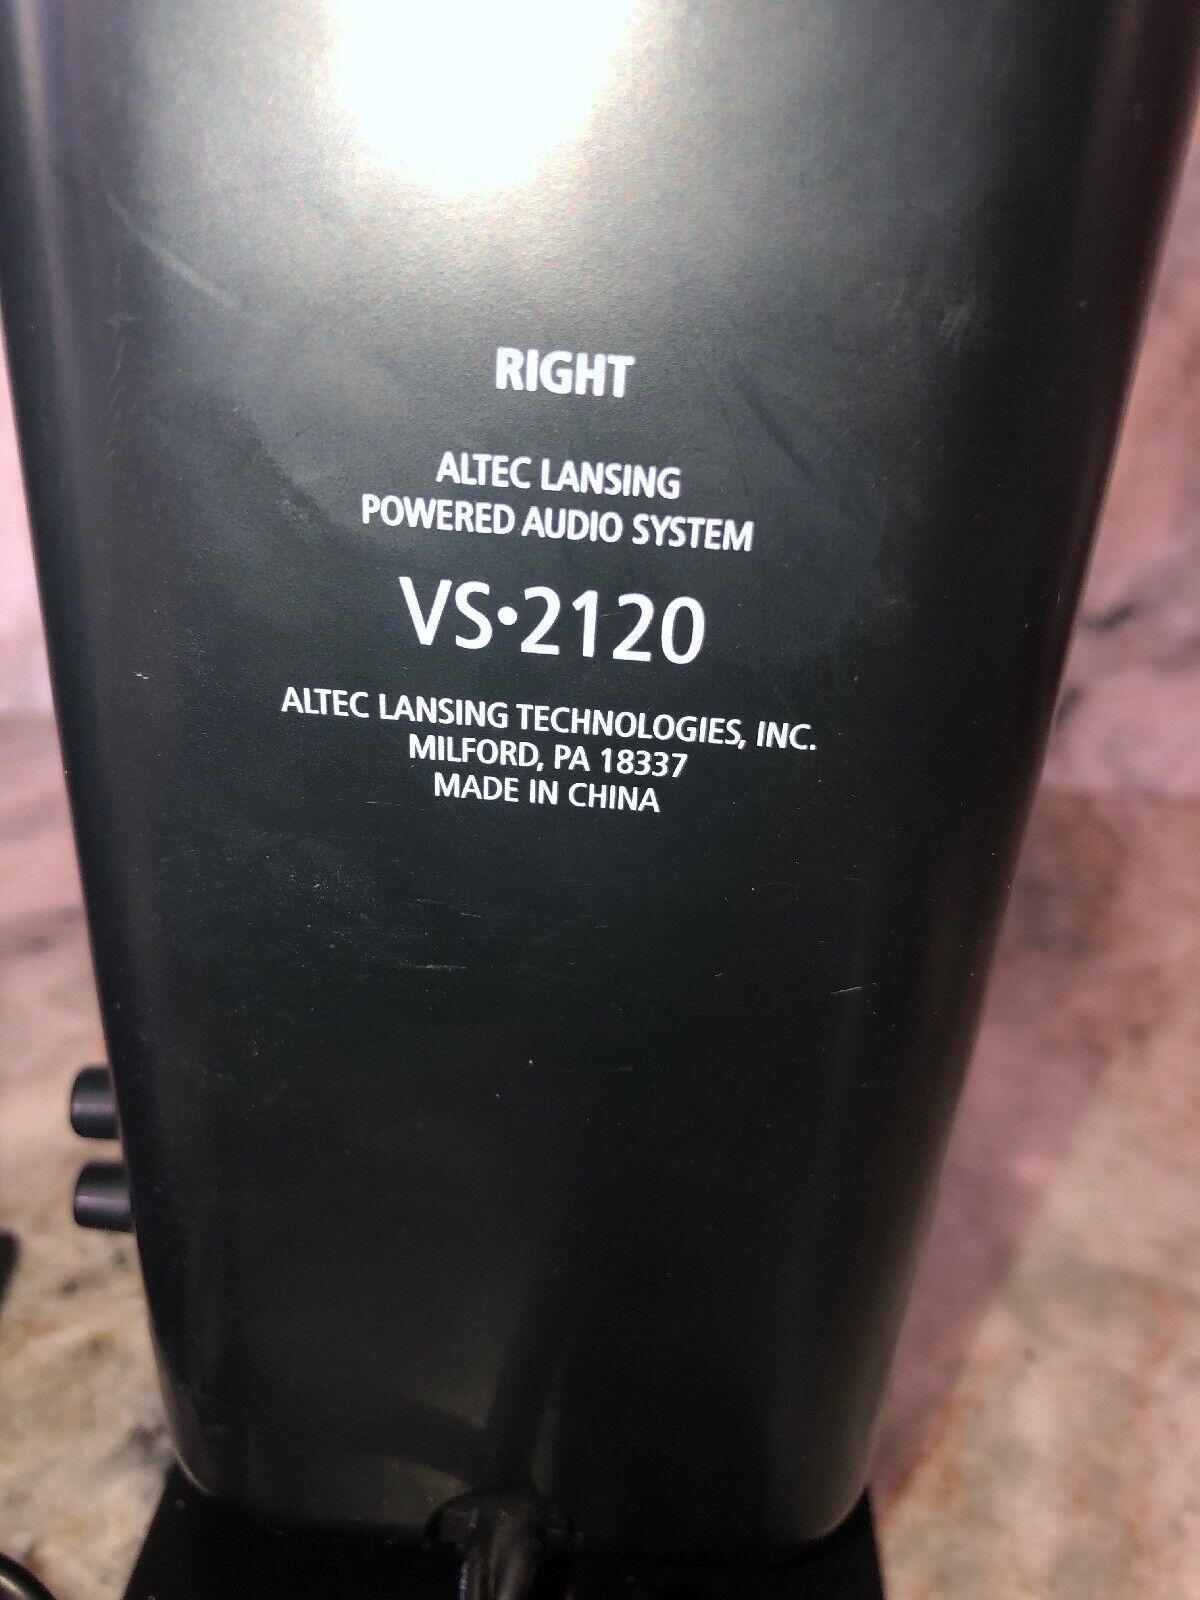 RIGHT
ALTEC LANSING
POWERED AUDIO SYSTEM
VS•2120
ALTEC LANSING TECHNOLOGIES, INC.
MILFORD, PA 18337
MADE IN CHINA